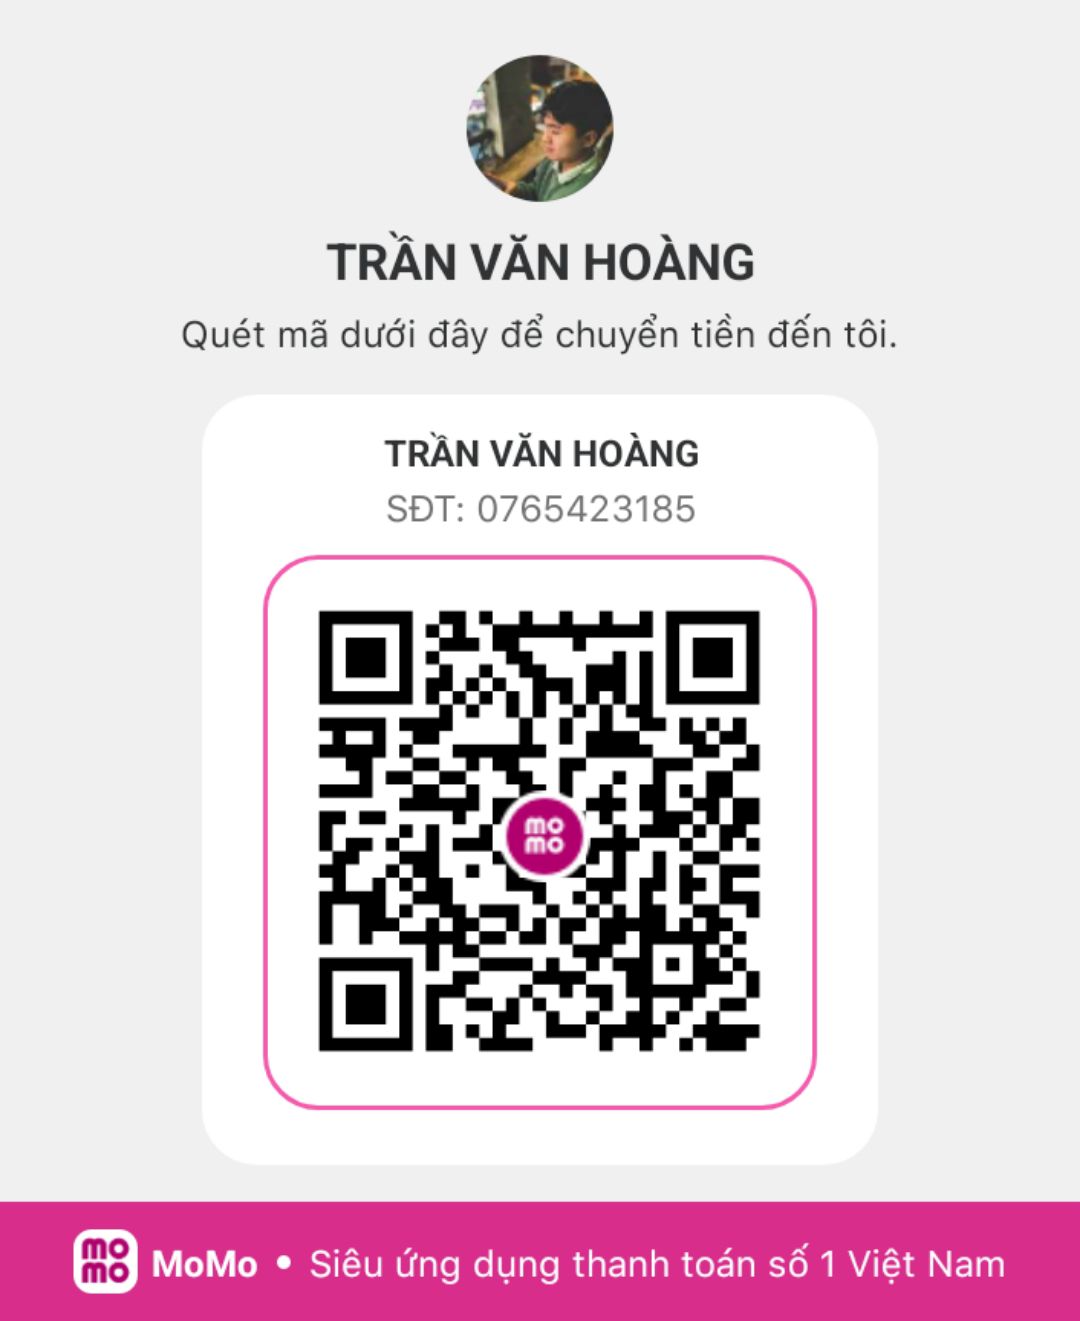 TRẦN VĂN HOÀNG
Quét mã dưới đây để chuyển tiền đến tôi.
TRẦN VĂN HOÀNG
SĐT: 0765423185
mo
mo
mo
mo
MoMo • Siêu ứng dụng thanh toán số 1 Việt Nam